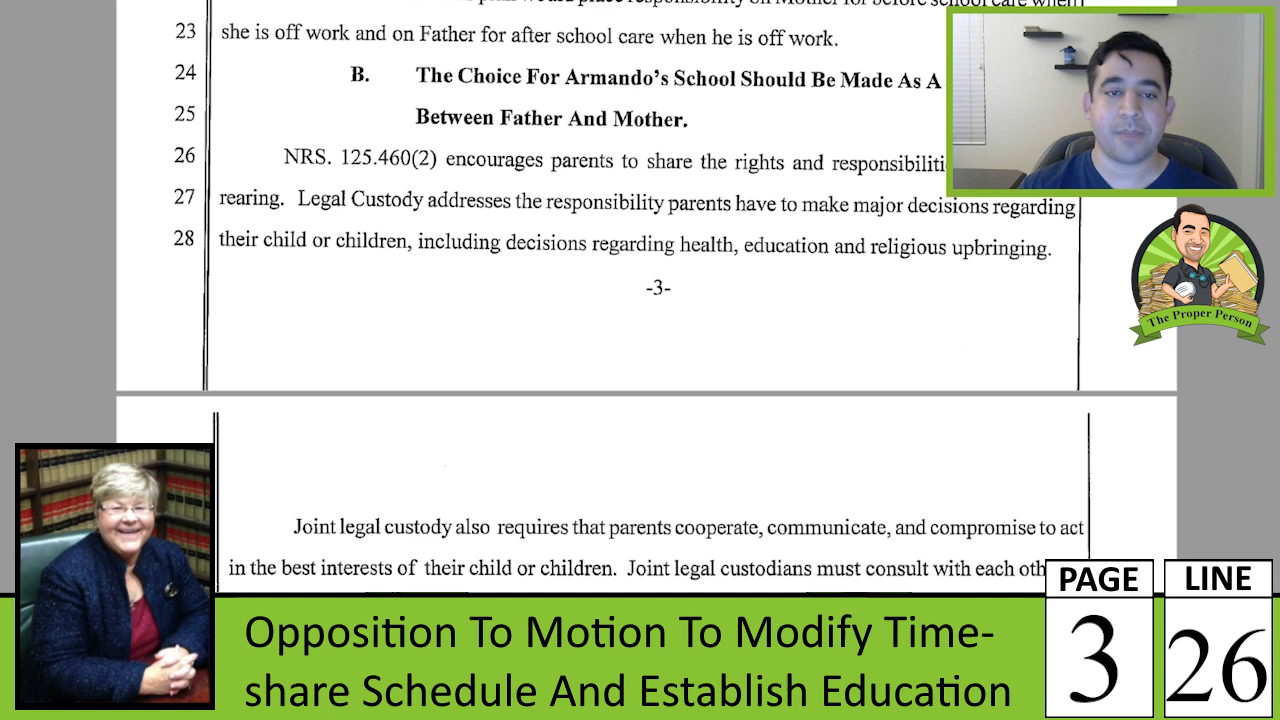 23 she is off work and on Father for after school care when he is off work.
24 B. The Choice For Armando's School Should Be Made As A
25 Between Father And Mother.
26 NRS. 125.460(2) encourages parents to share the rights and
27 rearing. Legal Custody addresses the responsibility parents have to make major decisions regarding
28 their child or children, including decisions regarding health, education and religious upbringing.
-3-
The Proper Person
Joint legal custody also requires that parents cooperate, communicate, and compromise to act
in the best interests of their child or children. Joint legal custodians must consult with each
PAGE
3
LINE
26
Opposition To Motion To Modify Time-
share Schedule And Establish Education